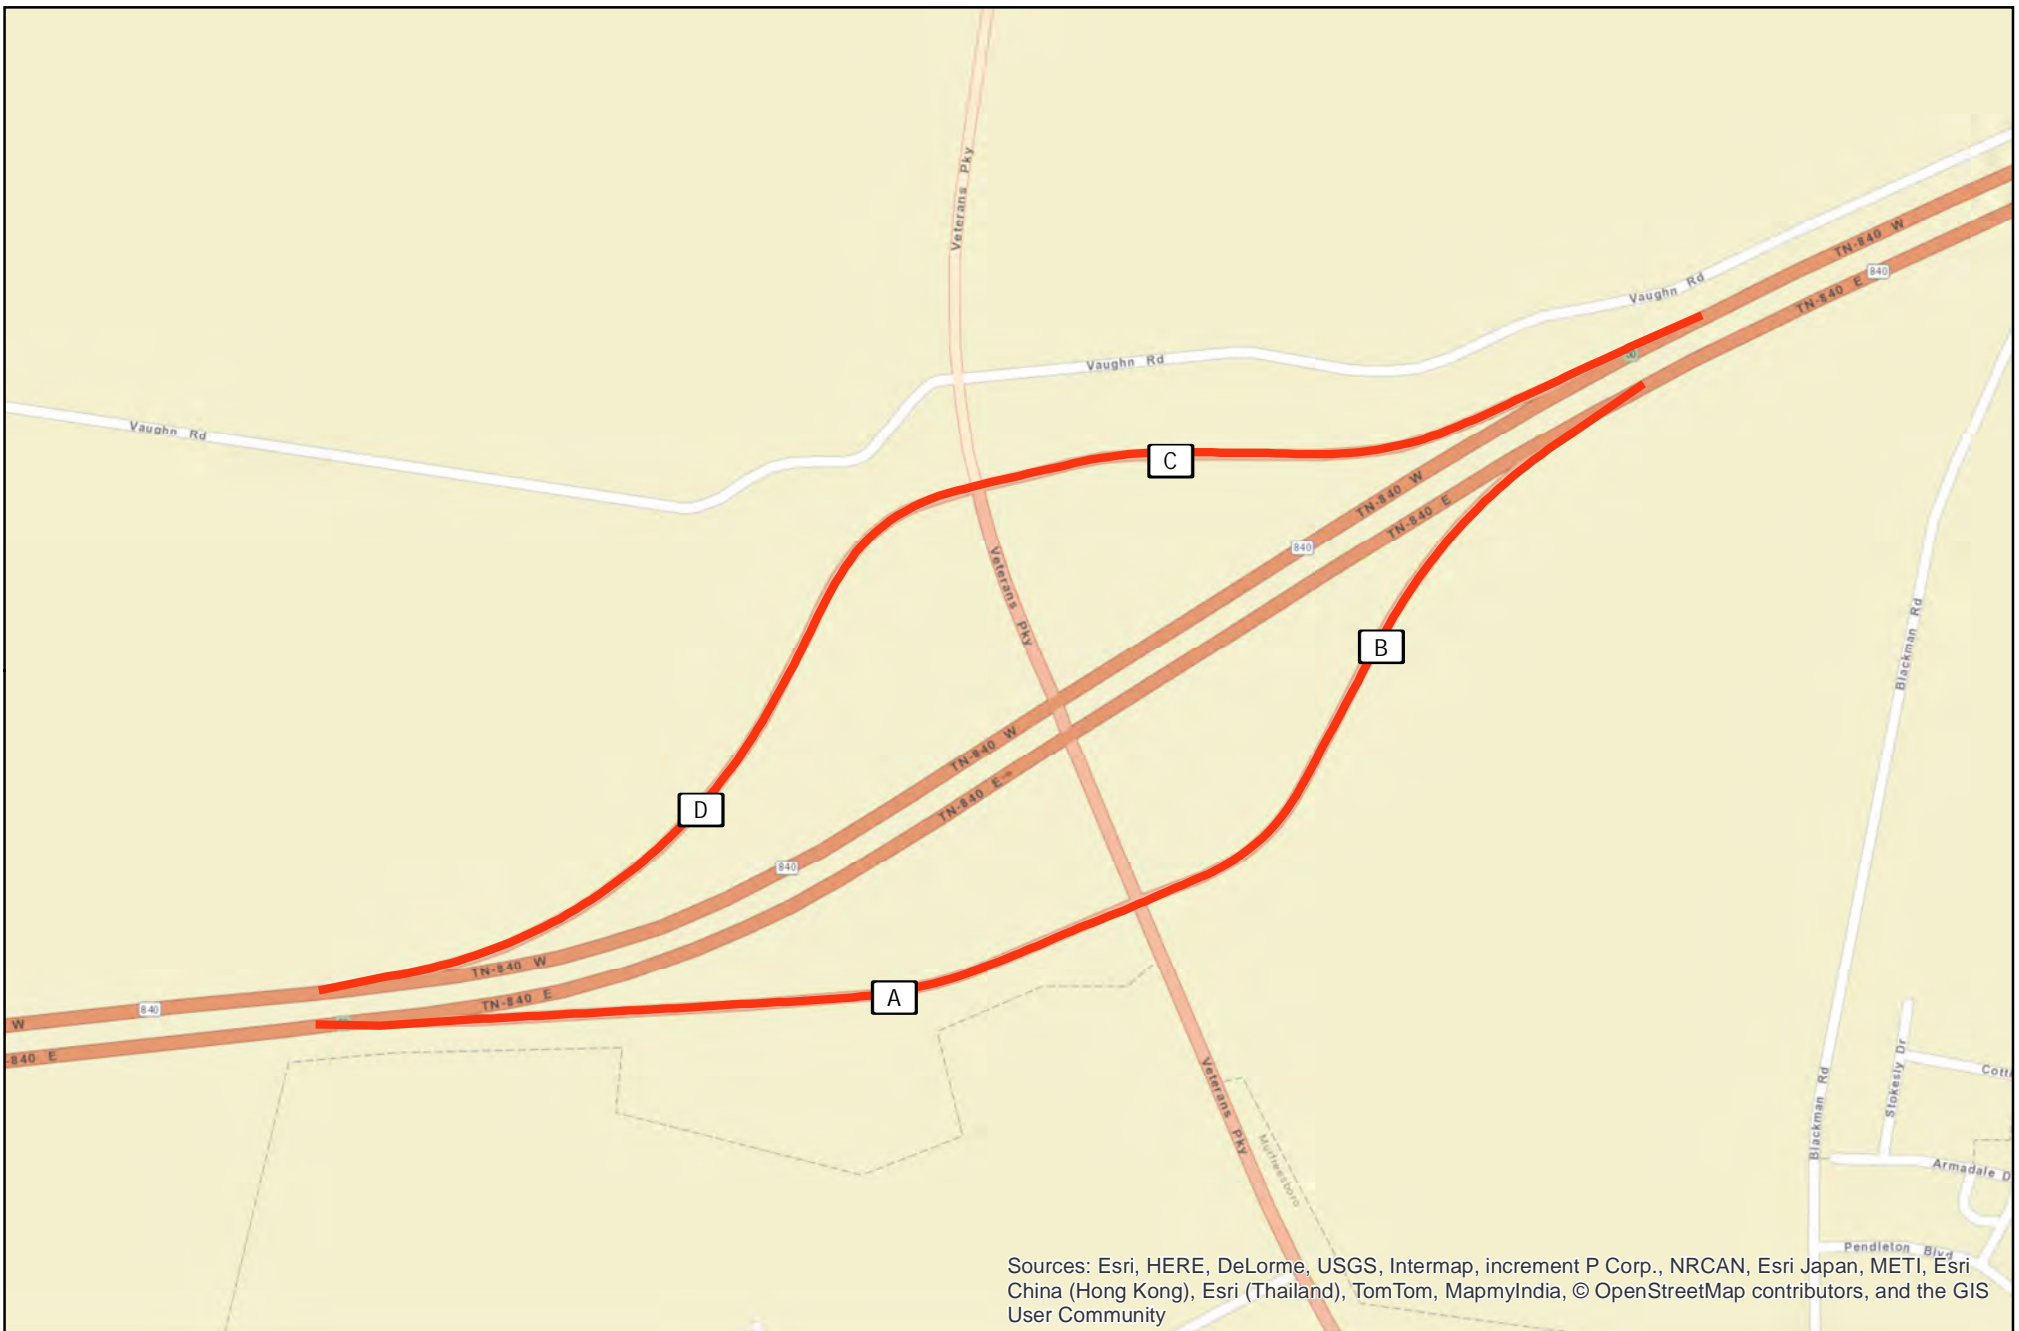 Veterans Pky
TN-840 W
840
TN-840 E
Vaughn Rd
Vaughn Rd
Vaughn Rd
C
TN-840 W
TN-840 E
840
Veterans Pky
B
Blackman Rd
TN-840 W
TN-840 E
D
840
TN-840 W
TN-840 E
A
840
W
-840 E
Veterans Pky
Murfreesboro
Stokesly Dr
Cott
Blackman Rd
Armadale D
Pendleton Blvd
Sources: Esri, HERE, DeLorme, USGS, Intermap, increment P Corp., NRCAN, Esri Japan, METI, Esri
China (Hong Kong), Esri (Thailand), TomTom, MapmyIndia, © OpenStreetMap contributors, and the GIS
User Community